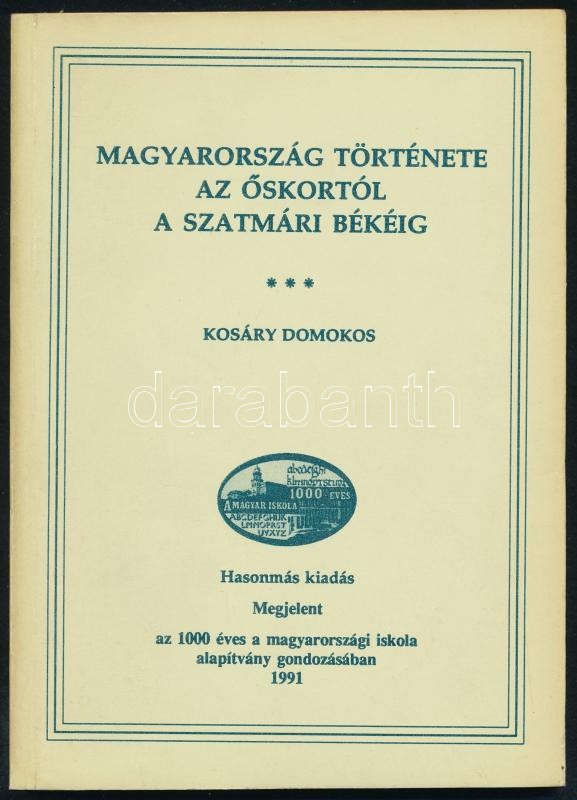 MAGYARORSZÁG TÖRTÉNETE
AZ ŐSKORTÓL
A SZATMÁRI BÉKÉIG
* * *
KOSÁRY DOMOKOS
darabanth
1000 ÉVES
A MAGYAR ISKOLA
Hasonmás kiadás
Megjelent
az 1000 éves a magyarországi iskola
alapítvány gondozásában
1991